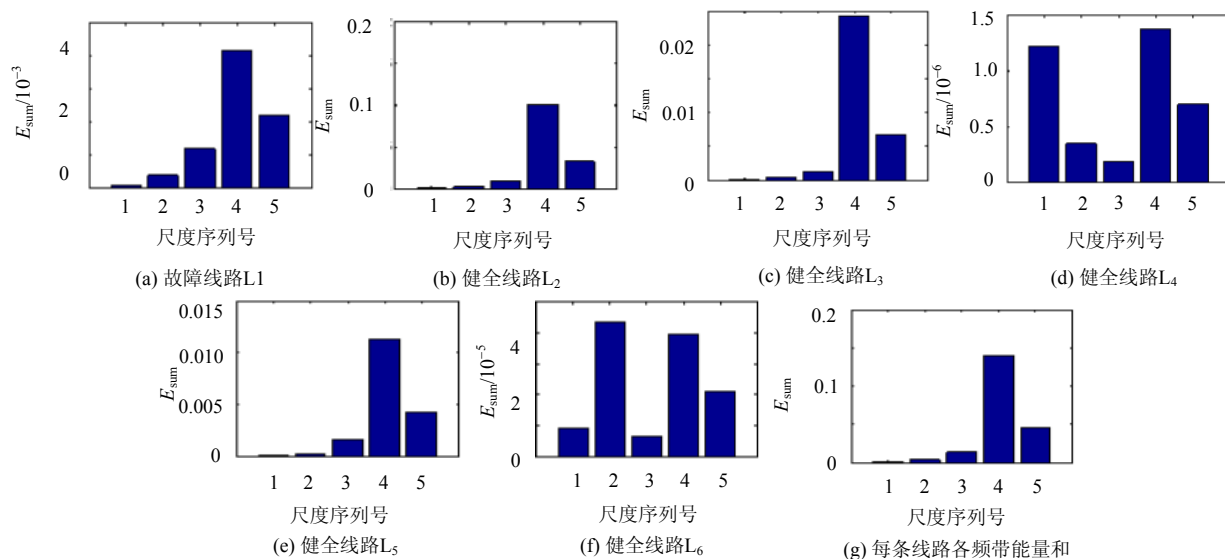 E_sum/10⁻³
4
2
0
1 2 3 4 5
尺度序列号
(a) 故障线路L1
E_sum
0.2
0.1
0
1 2 3 4 5
尺度序列号
(b) 健全线路L₂
0.02
0.01
0
1 2 3 4 5
尺度序列号
(c) 健全线路L₃
E_sum/10⁻⁶
1.5
1.0
0.5
0
1 2 3 4 5
尺度序列号
(d) 健全线路L₄
E_sum
0.015
0.010
0.005
0
1 2 3 4 5
尺度序列号
(e) 健全线路L₅
E_sum/10⁻⁵
4
2
0
1 2 3 4 5
尺度序列号
(f) 健全线路L₆
E_sum
0.2
0.1
0
1 2 3 4 5
尺度序列号
(g) 每条线路各频带能量和